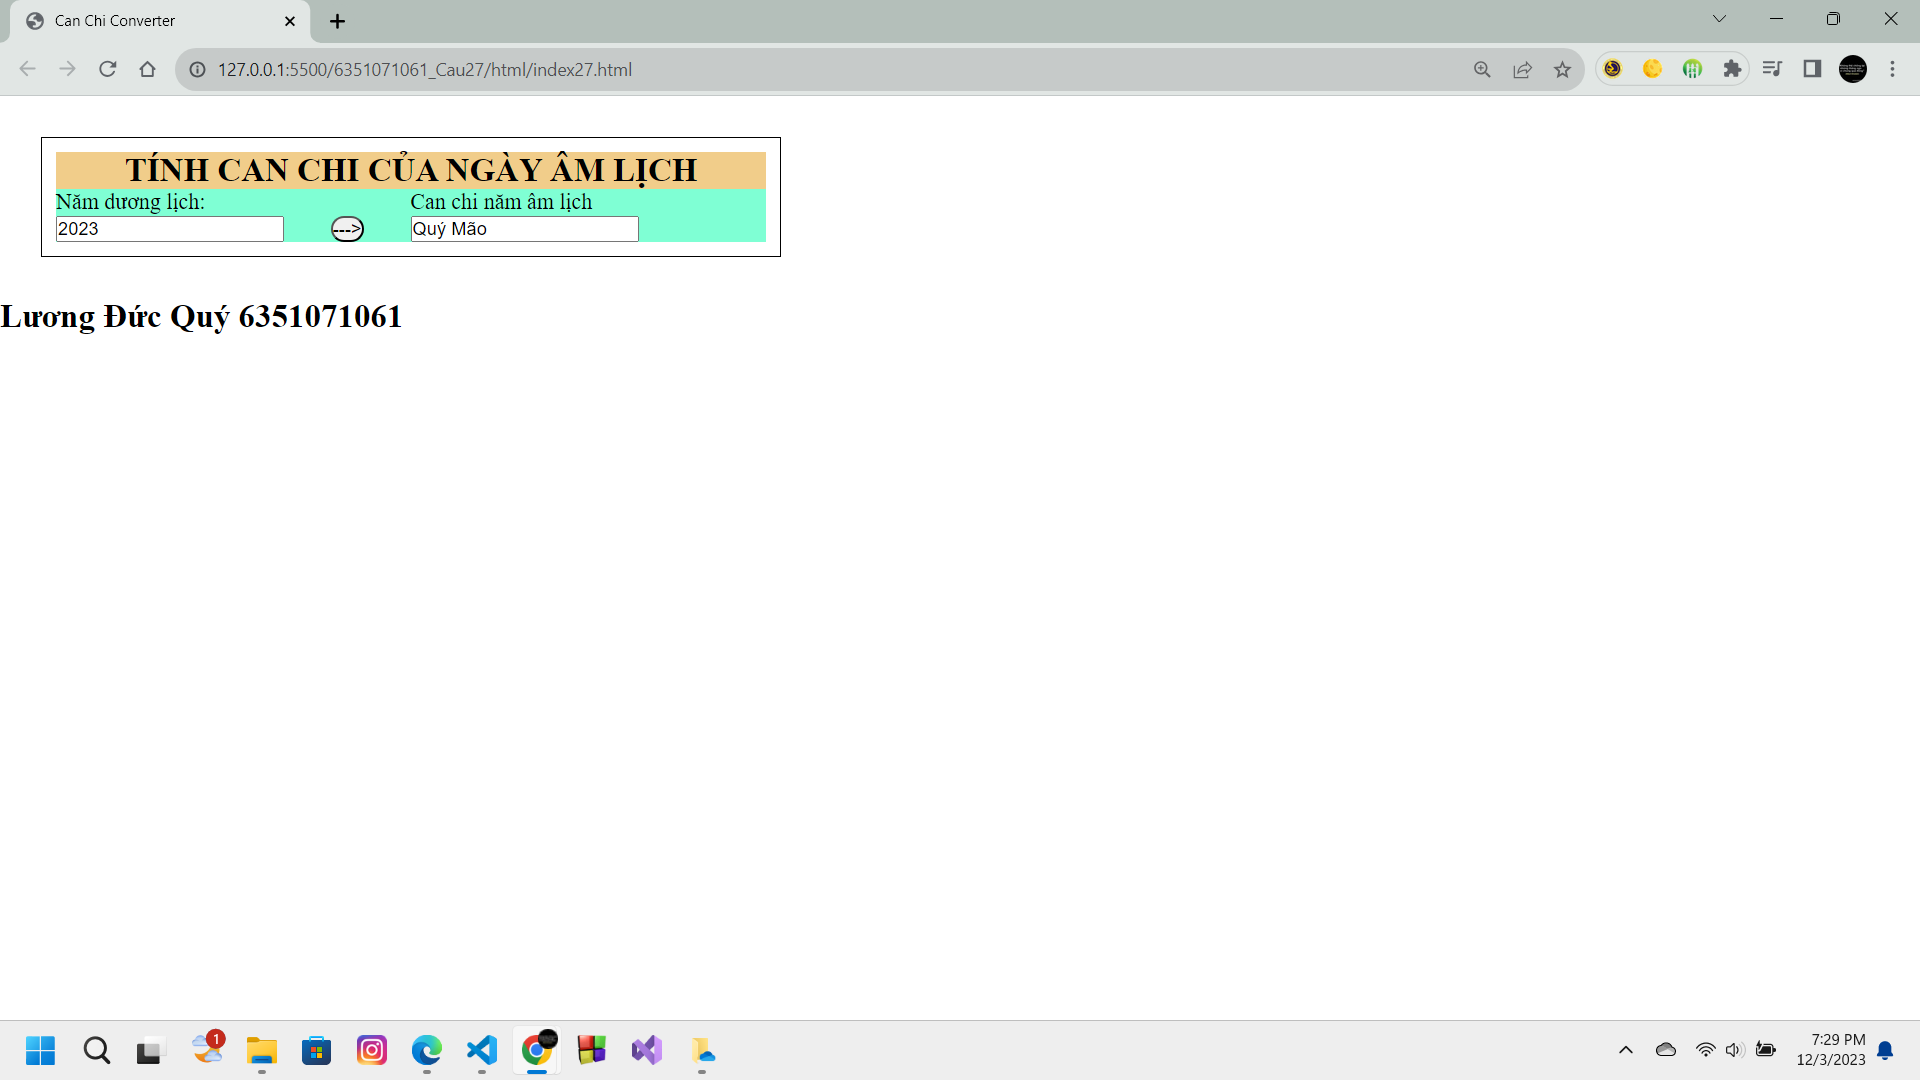 Can Chi Converter
127.0.0.1:5500/6351071061_Cau27/html/index27.html
TÍNH CAN CHI CỦA NGÀY ÂM LỊCH
Năm dương lịch:
Can chi năm âm lịch
2023
--->
Quý Mão
Lương Đức Quý 6351071061
1
7:29 PM
12/3/2023